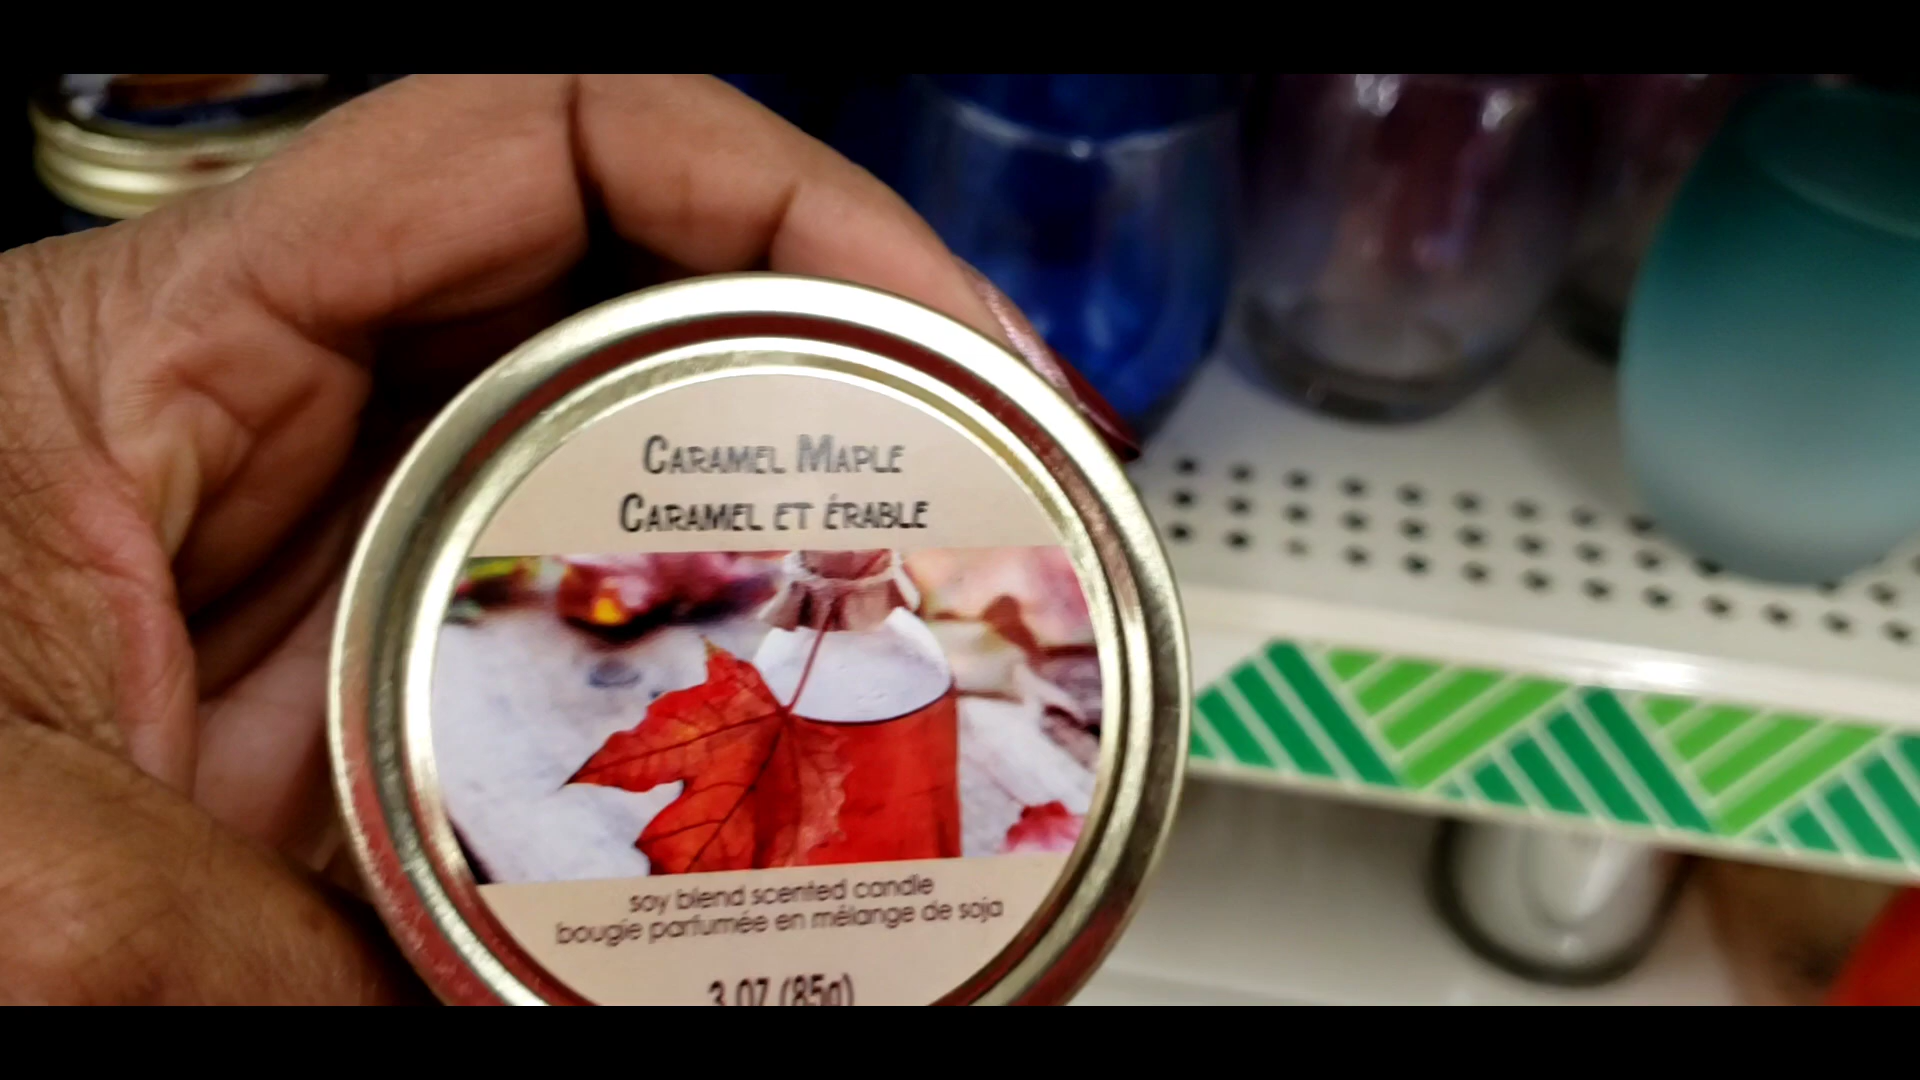 CARAMEL MAPLE
CARAMEL ET ÉRABLE
soy blend scented candle
bougie parfumée en mélange de soja
3 OZ (85g)